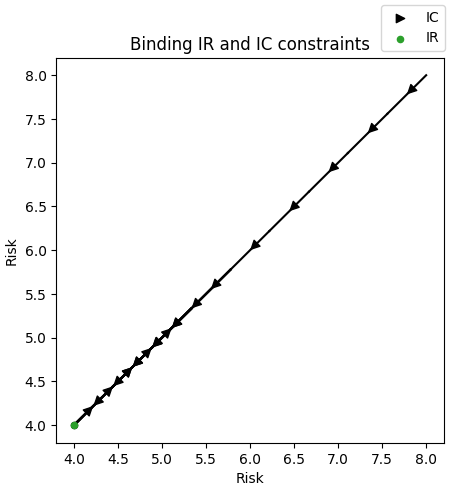 IC
IR
Binding IR and IC constraints
8.0
7.5
7.0
6.5
6.0
5.5
5.0
4.5
4.0
Risk
4.0 4.5 5.0 5.5 6.0 6.5 7.0 7.5 8.0
Risk